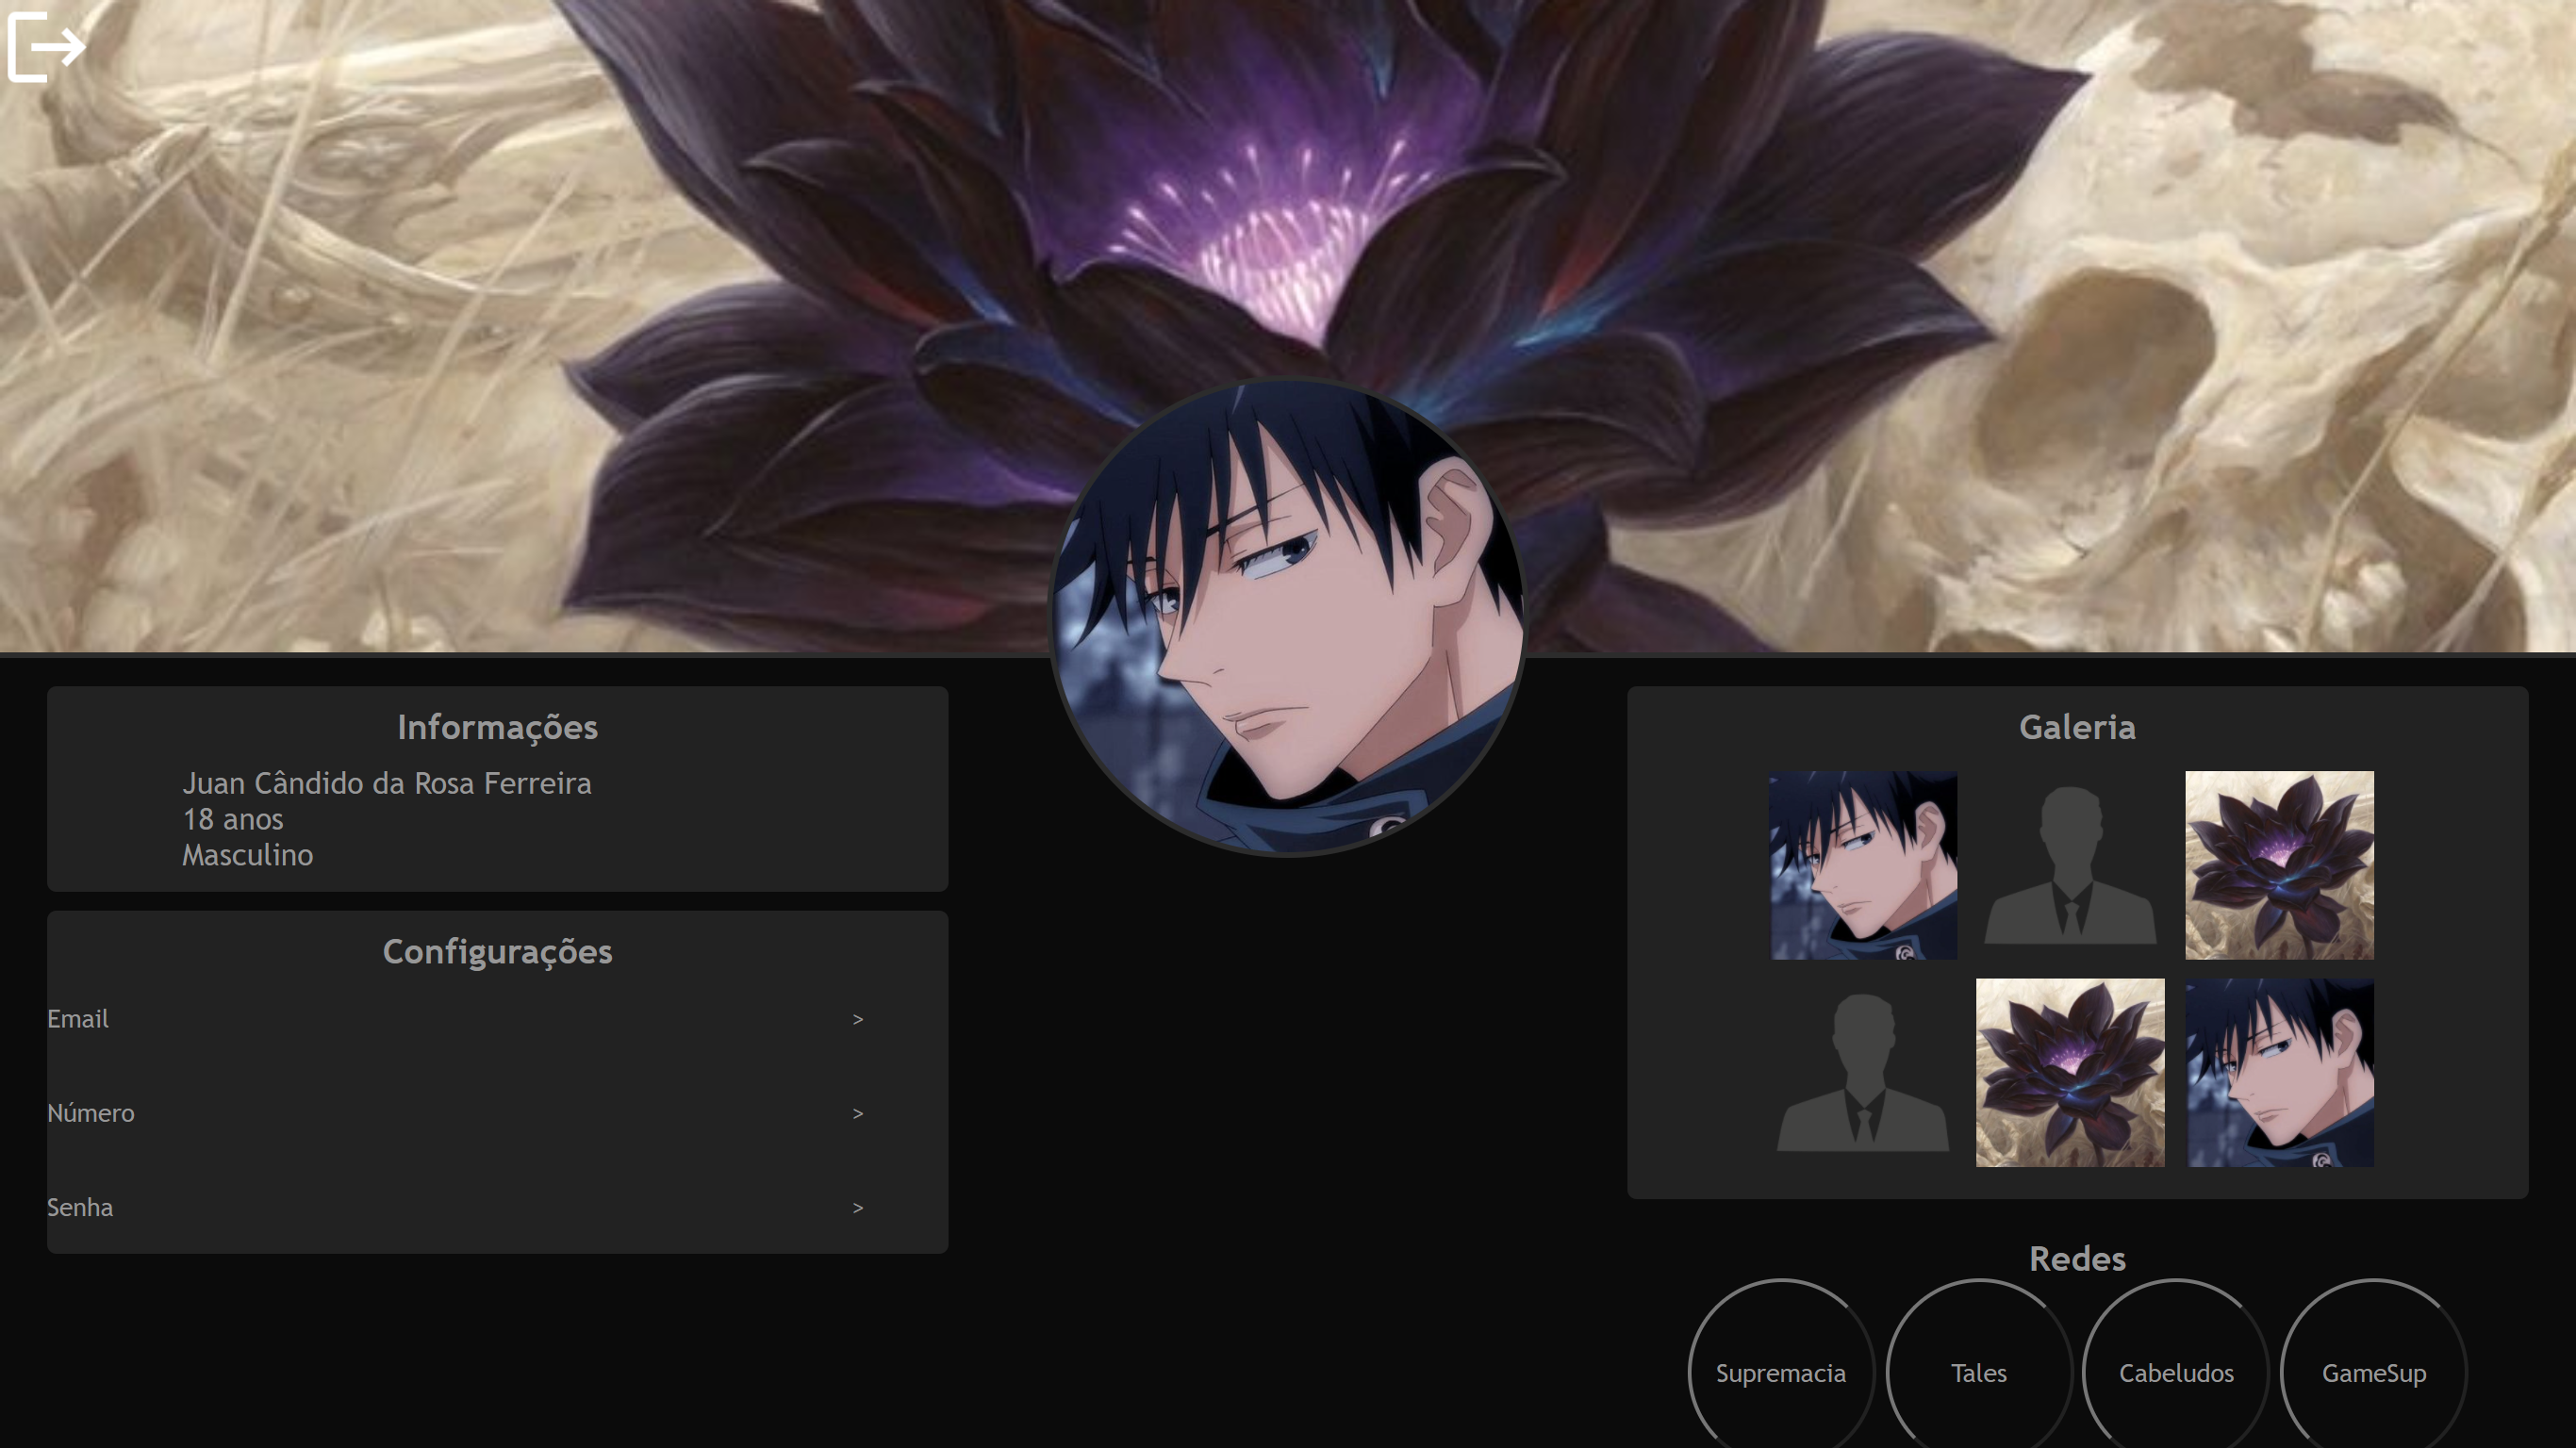 Informações
Juan Cândido da Rosa Ferreira
18 anos
Masculino
Configurações
Email >
Número >
Senha >
Galeria
Redes
Supremacia
Tales
Cabeludos
GameSup